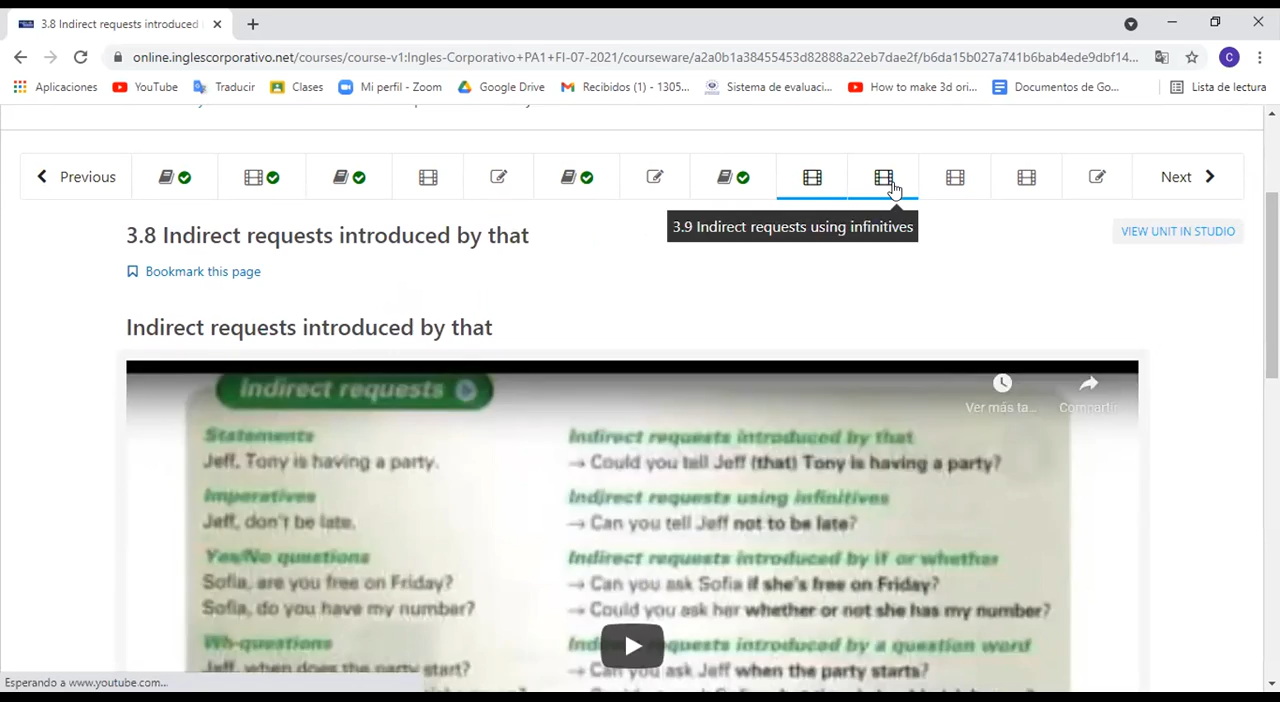 3.8 Indirect requests introduced
online.inglescorporativo.net/courses/course-v1:Ingles-Corporativo+PA1+FI-07-2021/courseware/a2a0b1a38455453d82888a22eb7dae2f/b6da15b027a741b6bab4ede9dbf14...
C
Aplicaciones YouTube Traducir Clases Mi perfil - Zoom Google Drive Recibidos (1) - 1305... Sistema de evaluaci... How to make 3d ori... Documentos de Go... Lista de lectura
Previous Next
3.9 Indirect requests using infinitives
3.8 Indirect requests introduced by that
VIEW UNIT IN STUDIO
Bookmark this page
Indirect requests introduced by that
Indirect requests
Ver más ta... Compartir
Statements Indirect requests introduced by that
Jeff, Tony is having a party. → Could you tell Jeff (that) Tony is having a party?
Imperatives Indirect requests using infinitives
Jeff, don't be late. → Can you tell Jeff not to be late?
Yes/No questions Indirect requests introduced by if or whether
Sofia, are you free on Friday? → Can you ask Sofia if she's free on Friday?
Sofia, do you have my number? → Could you ask her whether or not she has my number?
Wh-questions Indirect requests introduced by a question word
Jeff, when does the party start? → Can you ask Jeff when the party starts?
Esperando a www.youtube.com...